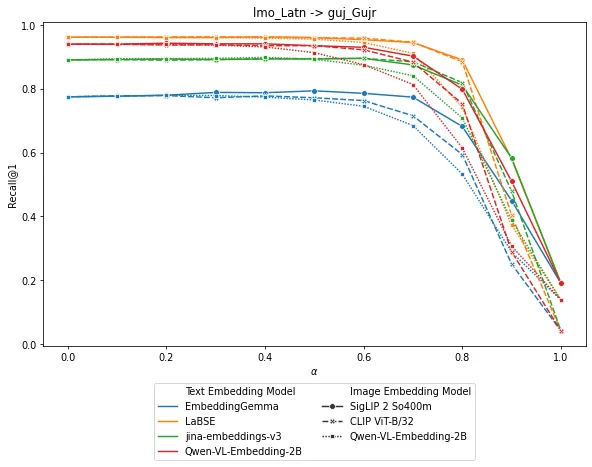 lmo_Latn -> guj_Gujr
1.0
0.8
0.6
0.4
0.2
0.0
Recall@1
0.0 0.2 0.4 0.6 0.8 1.0
α
Text Embedding Model Image Embedding Model
EmbeddingGemma SigLIP 2 So400m
LaBSE CLIP ViT-B/32
jina-embeddings-v3 Qwen-VL-Embedding-2B
Qwen-VL-Embedding-2B